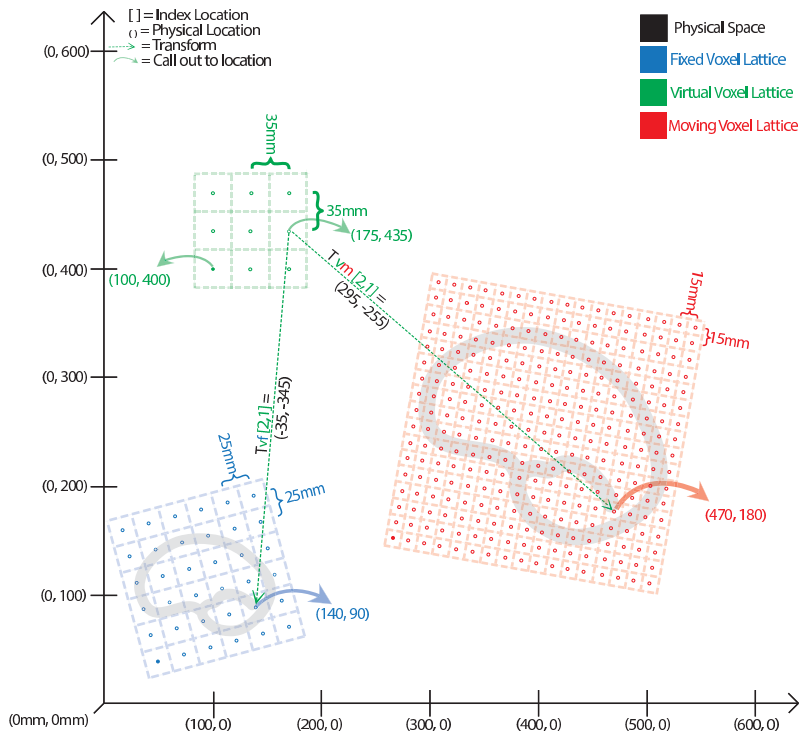 [ ] = Index Location
( ) = Physical Location
= Transform
= Call out to location
Physical Space
Fixed Voxel Lattice
Virtual Voxel Lattice
Moving Voxel Lattice
(0, 600)
(0, 500)
(0, 400)
(0, 300)
(0, 200)
(0, 100)
(0mm, 0mm)
(100, 0)
(200, 0)
(300, 0)
(400, 0)
(500, 0)
(600, 0)
35mm
35mm
(175, 435)
(100, 400)
Tvm [2,1] =
(295, -255)
Tvf [2,1] =
(-35, -345)
15mm
15mm
(470, 180)
25mm
25mm
(140, 90)